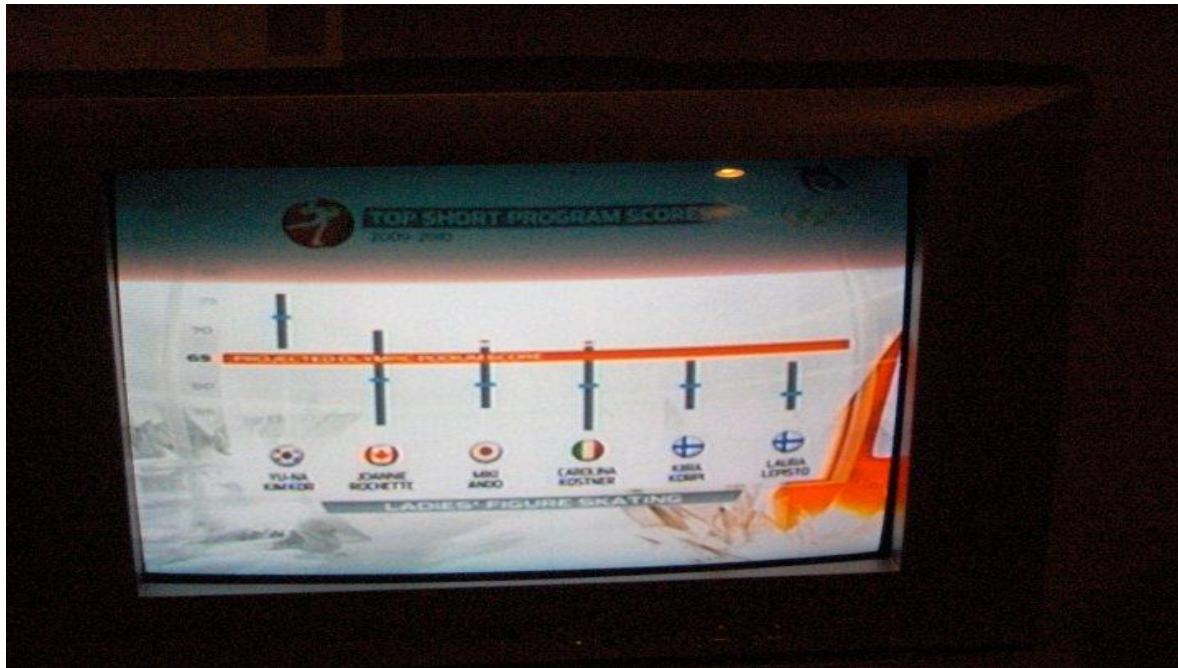 TOP SHORT PROGRAM SCORES
2009-2010
75
70
65 PROJECTED OLYMPIC PODIUM SCORE
60
YU-NA
KIM KOR
JOANNIE
ROCHETTE
MIKI
ANDO
CAROLINA
KOSTNER
KIIRA
KORPI
LAURA
LEPISTO
LADIES' FIGURE SKATING